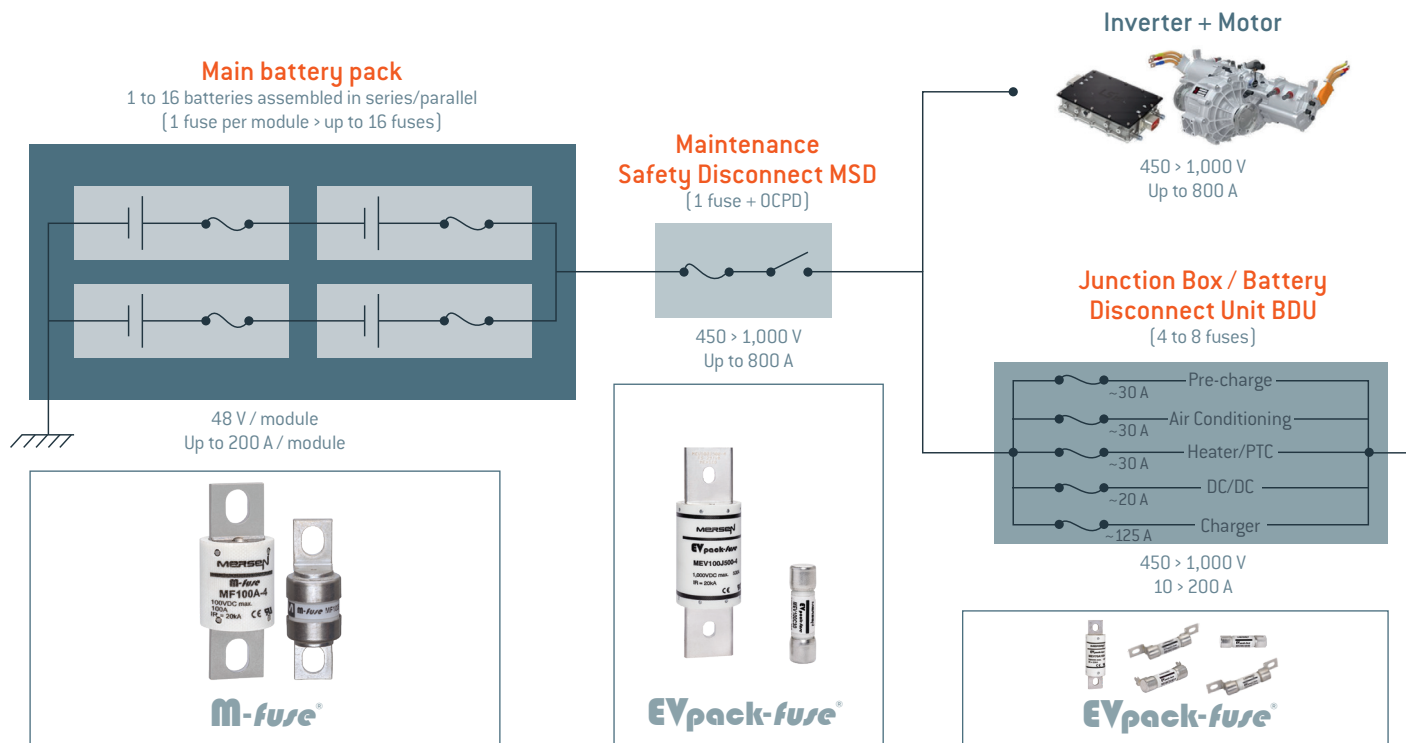 Main battery pack
1 to 16 batteries assembled in series/parallel
(1 fuse per module > up to 16 fuses)
48 V / module
Up to 200 A / module
MERSEN
M-fuse
MF100A-4
100VDC max.
100A
IR = 20kA
M-fuse
M-fuse®
Maintenance
Safety Disconnect MSD
(1 fuse + OCPD)
450 > 1,000 V
Up to 800 A
MERSEN
EVpack-fuse
MEV100J500-4
1,000VDC max.
IR = 20kA
EVpack-fuse®
Inverter + Motor
450 > 1,000 V
Up to 800 A
Junction Box / Battery
Disconnect Unit BDU
(4 to 8 fuses)
Pre-charge
~30 A
Air Conditioning
~30 A
Heater/PTC
~30 A
DC/DC
~20 A
Charger
~125 A
450 > 1,000 V
10 > 200 A
EVpack-fuse®